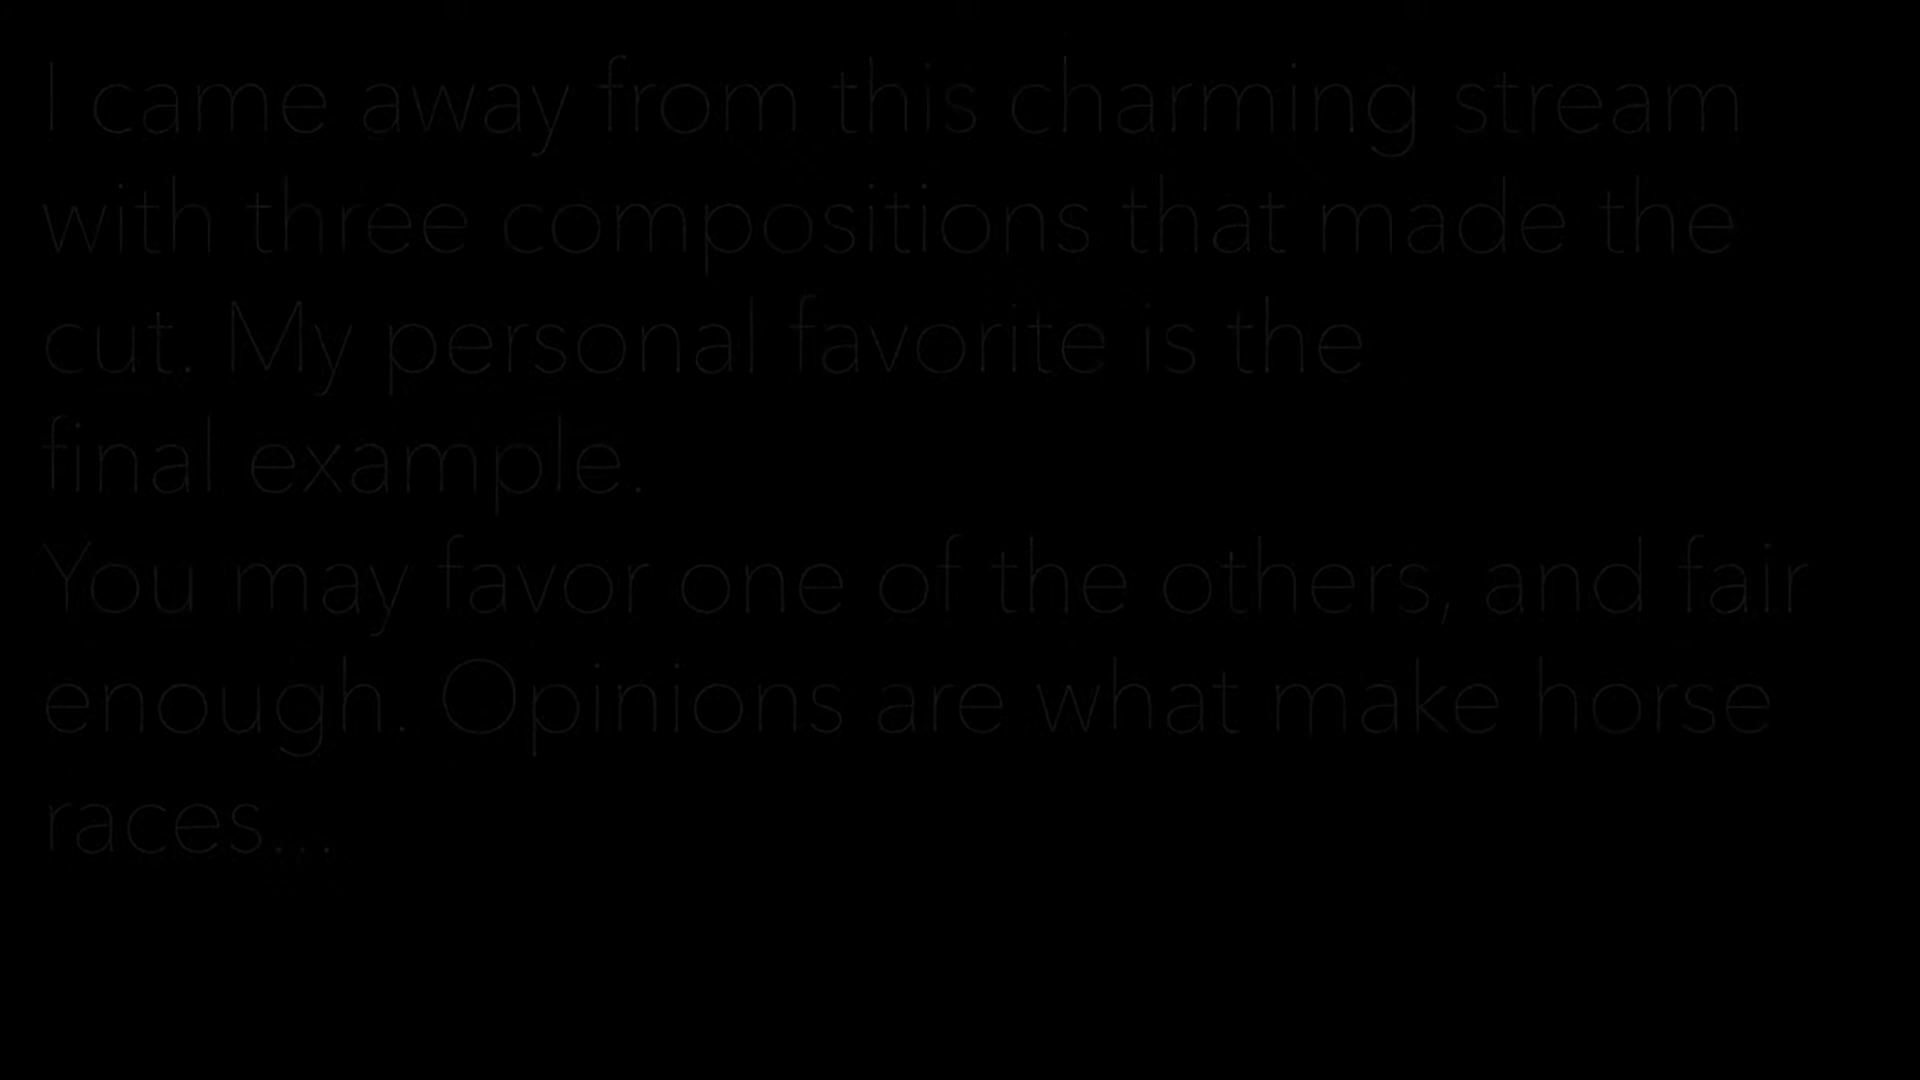 I came away from this charming stream
with three compositions that made the
cut. My personal favorite is the
final example.
You may favor one of the others, and fair
enough. Opinions are what make horse
races...